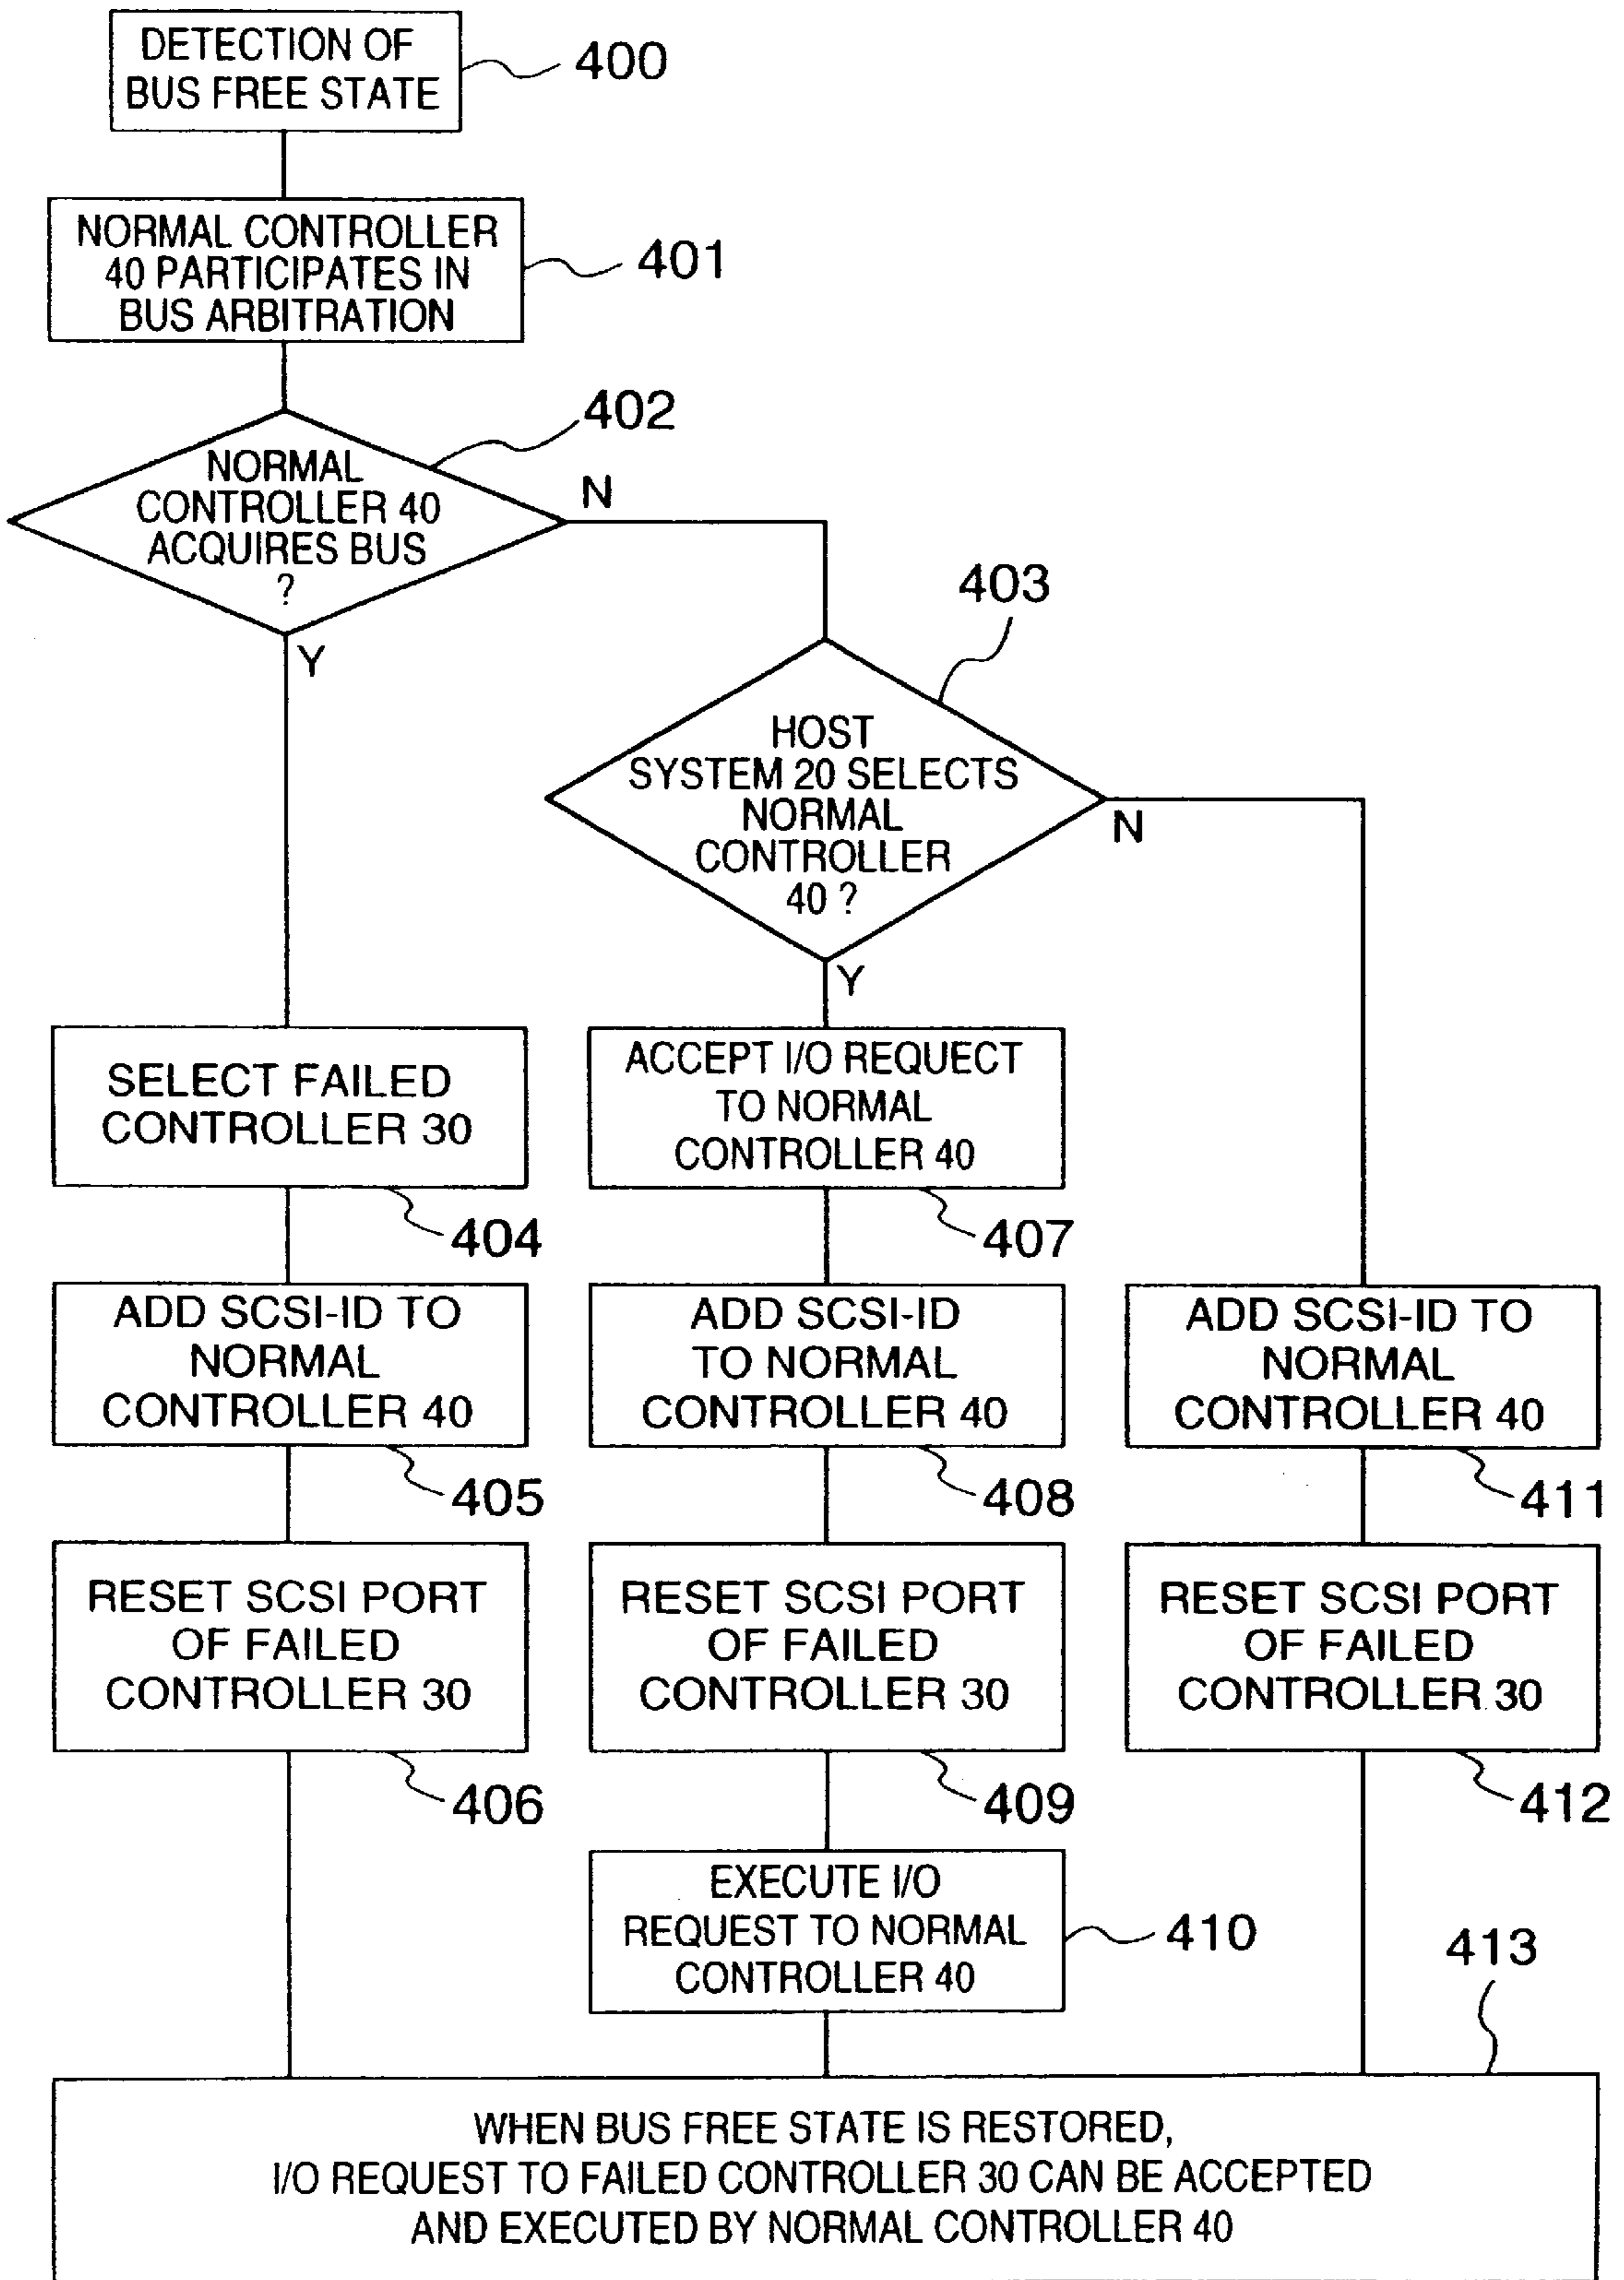 DETECTION OF
BUS FREE STATE
400
NORMAL CONTROLLER
40 PARTICIPATES IN
BUS ARBITRATION
401
402
NORMAL
CONTROLLER 40
ACQUIRES BUS
?
N
Y
403
HOST
SYSTEM 20 SELECTS
NORMAL
CONTROLLER
40 ?
N
Y
SELECT FAILED
CONTROLLER 30
404
ACCEPT I/O REQUECT
TO NORMAL
CONTROLLER 40
407
ADD SCSI-ID TO
NORMAL
CONTROLLER 40
405
ADD SCSI-ID
TO NORMAL
CONTROLLER 40
408
ADD SCSI-ID TO
NORMAL
CONTROLLER 40
411
RESET SCSI PORT
OF FAILED
CONTROLLER 30
406
RESET SCSI PORT
OF FAILED
CONTROLLER 30
409
RESET SCSI PORT
OF FAILED
CONTROLLER 30
412
EXECUTE I/O
REQUEST TO NORMAL
CONTROLLER 40
410
413
WHEN BUS FREE STATE IS RESTORED,
I/O REQUEST TO FAILED CONTROLLER 30 CAN BE ACCEPTED
AND EXECUTED BY NORMAL CONTROLLER 40